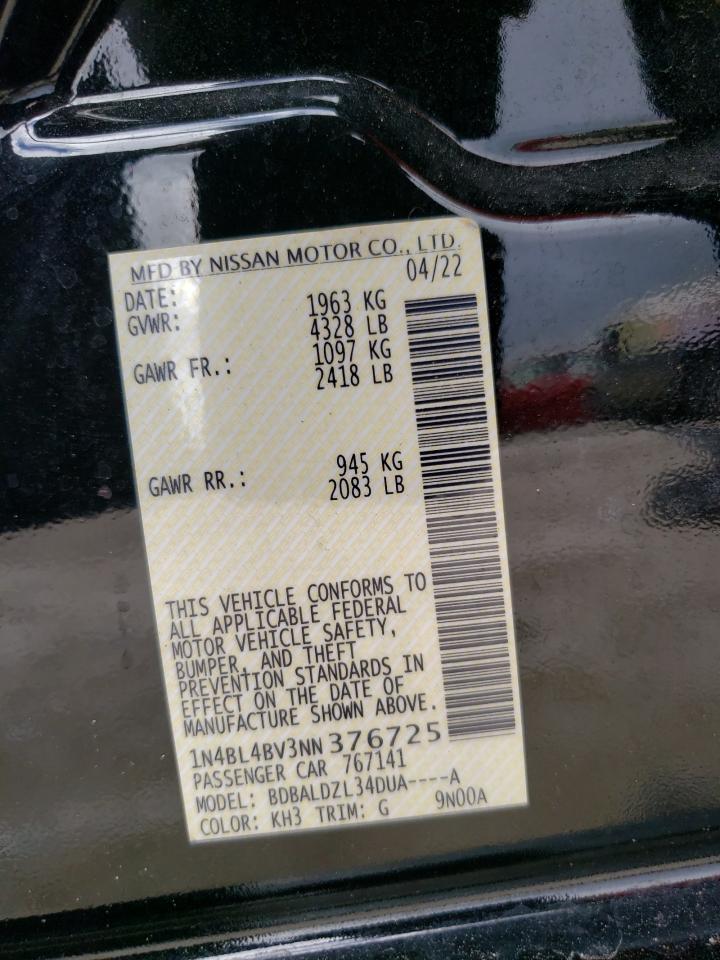 MFD BY NISSAN MOTOR CO., LTD.
DATE: 04/22
GVWR: 1963 KG
4328 LB
GAWR FR.: 1097 KG
2418 LB
GAWR RR.: 945 KG
2083 LB
THIS VEHICLE CONFORMS TO
ALL APPLICABLE FEDERAL
MOTOR VEHICLE SAFETY,
BUMPER, AND THEFT
PREVENTION STANDARDS IN
EFFECT ON THE DATE OF
MANUFACTURE SHOWN ABOVE.
1N4BL4BV3NN376725
PASSENGER CAR 767141
MODEL: BDBALDZL34DUA----A
COLOR: KH3 TRIM: G 9N00A